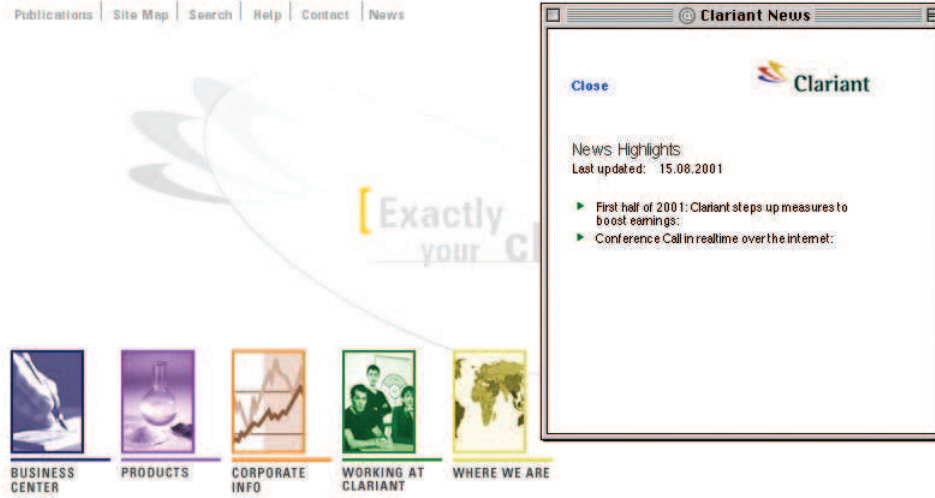 Publications | Site Map | Search | Help | Contact | News
Clariant News
Close
Clariant
News Highlights
Last updated: 15.08.2001
First half of 2001: Clariant steps up measures to
boost earnings:
Conference Call in realtime over the internet:
[Exactly
your
BUSINESS
CENTER
PRODUCTS
CORPORATE
INFO
WORKING AT
CLARIANT
WHERE WE ARE